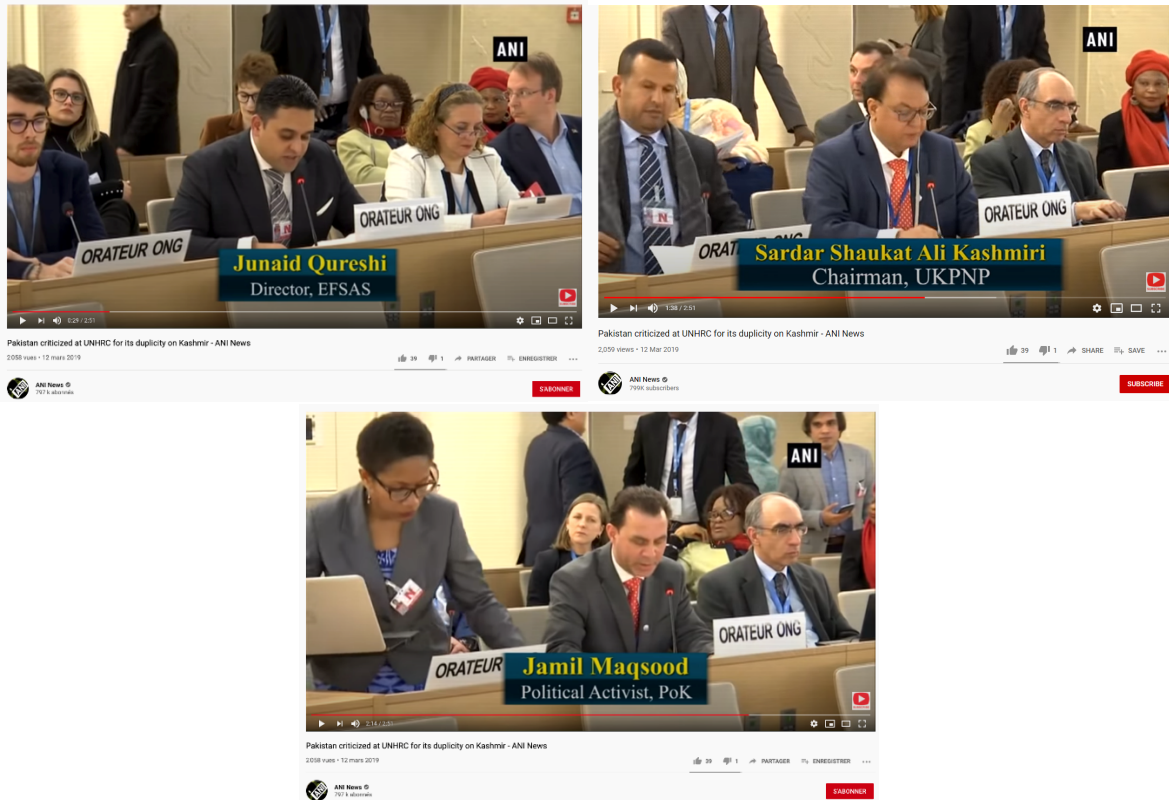 ANI
ORATEUR ONG
ORATEUR ONG
Junaid Qureshi
Director, EFSAS
0:29 / 2:51
Pakistan criticized at UNHRC for its duplicity on Kashmir - ANI News
2 058 vues • 12 mars 2019
39 1 PARTAGER ENREGISTRER
ANI News
797 k abonnés
S'ABONNER
ANI
ORATEUR ONG
ORAT
Sardar Shaukat Ali Kashmiri
Chairman, UKPNP
1:38 / 2:51
Pakistan criticized at UNHRC for its duplicity on Kashmir - ANI News
2,059 views • 12 Mar 2019
39 1 SHARE SAVE
ANI News
799K subscribers
SUBSCRIBE
ANI
ORATEUR ONG
ORATEUR
Jamil Maqsood
Political Activist, PoK
2:14 / 2:51
Pakistan criticized at UNHRC for its duplicity on Kashmir - ANI News
2 058 vues • 12 mars 2019
39 1 PARTAGER ENREGISTRER
ANI News
797 k abonnés
S'ABONNER